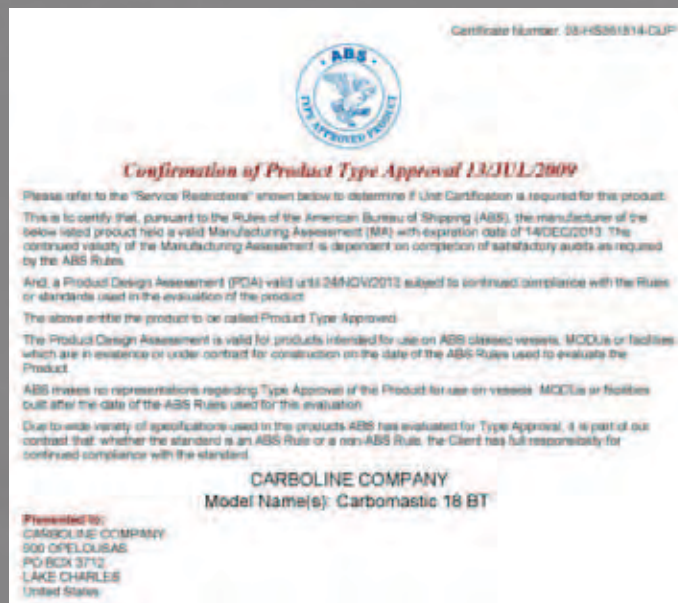 Certificate Number:
· ABS ·
TYPE APPROVED PRODUCT
Confirmation of Product Type Approval 13/JUL/2009
Please refer to the "Service Restrictions" shown below to determine if Unit Certification is required for this product.
This is to certify that, pursuant to the Rules of the American Bureau of Shipping (ABS), the manufacturer of the
below listed product held a valid Manufacturing Assessment (MA) with expiration date of 14/DEC/2013. The
continued validity of the Manufacturing Assessment is dependent on completion of satisfactory audits as required
by the ABS Rules.
And, a Product Design Assessment (PDA) valid until 24/NOV/2013 subject to continued compliance with the Rules
or standards used in the evaluation of the product.
The above entitle the product to be called Product Type Approved.
The Product Design Assessment is valid for products intended for use on ABS classed vessels, MODUs or facilities
which are in existence or under contract for construction on the date of the ABS Rules used to evaluate the
Product.
ABS makes no representations regarding Type Approval of the Product for use on vessels, MODUs or facilities
built after the date of the ABS Rules used for this evaluation.
Due to wide variety of specifications used in the products ABS has evaluated for Type Approval, it is part of our
contract that: whether the standard is an ABS Rule or a non-ABS Rule, the Client has full responsibility for
continued compliance with the standard.
CARBOLINE COMPANY
Model Name(s): Carbomastic 18 BT
Presented to:
CARBOLINE COMPANY
900 OPELOUSAS
PO BOX 3712
LAKE CHARLES
United States